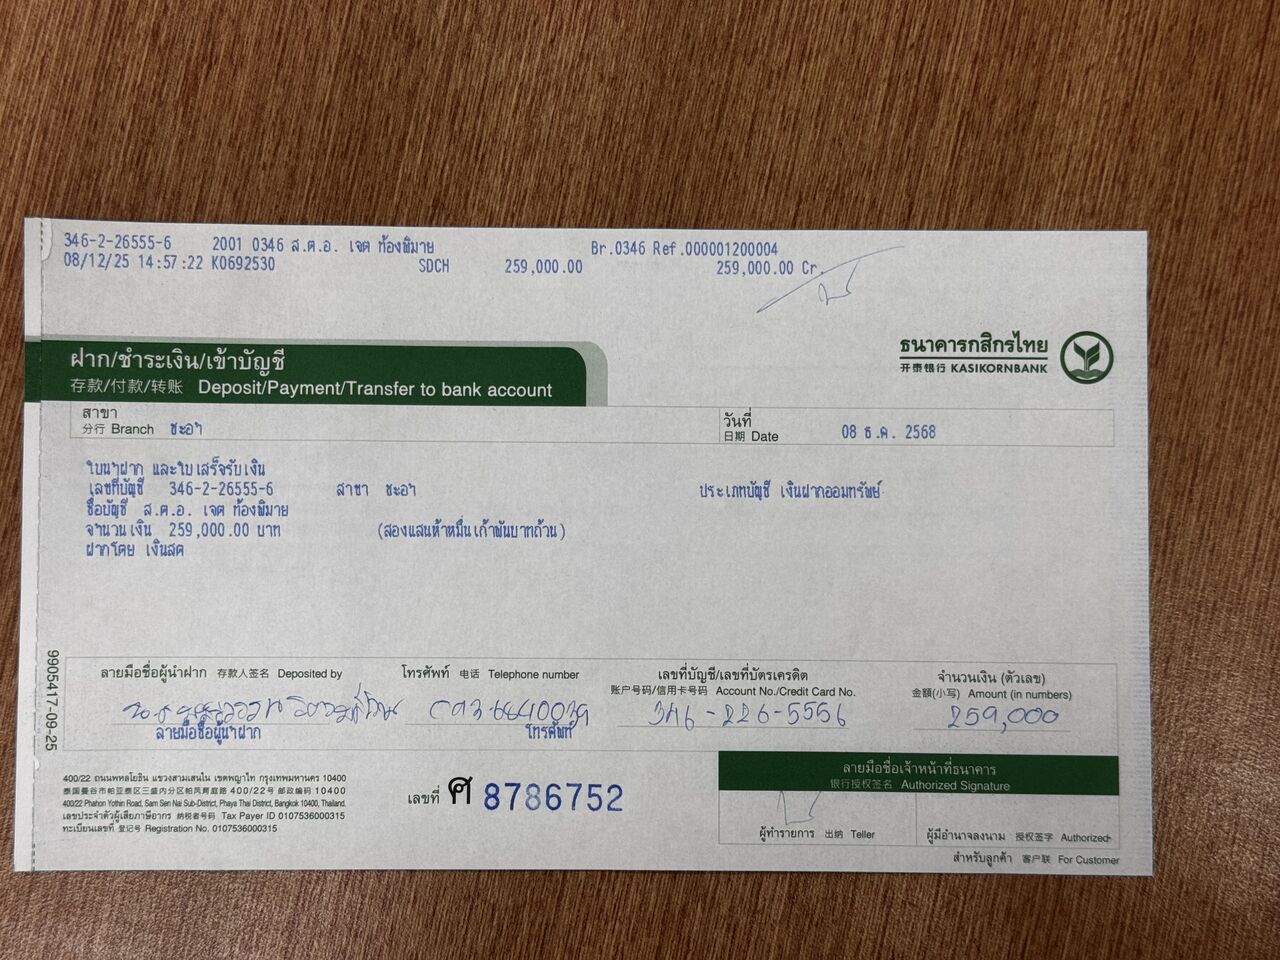 346-2-26555-6 2001 0346 ส.ต.อ. เจต ท้องพิมาย Br.0346 Ref.000001200004
08/12/25 14:57:22 K0692530 SDCH 259,000.00 259,000.00 Cr.
ธนาคารกสิกรไทย
开泰银行 KASIKORNBANK
ฝาก/ชำระเงิน/เข้าบัญชี
存款/付款/转账 Deposit/Payment/Transfer to bank account
สาขา
分行 Branch ชะอำ
วันที่
日期 Date 08 ธ.ค. 2568
ใบนำฝาก และใบเสร็จรับเงิน
เลขที่บัญชี 346-2-26555-6 สาขา ชะอำ ประเภทบัญชี เงินฝากออมทรัพย์
ชื่อบัญชี ส.ต.อ. เจต ท้องพิมาย
จำนวนเงิน 259,000.00 บาท (สองแสนห้าหมื่นเก้าพันบาทถ้วน)
ฝากโดย เงินสด
9905417-09-25
ลายมือชื่อผู้นำฝาก 存款人签名 Deposited by
โทรศัพท์ 电话 Telephone number
เลขที่บัญชี/เลขที่บัตรเครดิต
账户号码/信用卡号码 Account No./Credit Card No.
จำนวนเงิน (ตัวเลข)
金额(小写) Amount (in numbers)
346-226-5556 259,000
ลายมือชื่อผู้นำฝาก โทรศัพท์
400/22 ถนนพหลโยธิน แขวงสามเสนใน เขตพญาไท กรุงเทพมหานคร 10400
泰国曼谷市帕亚泰区三盛内分区帕凤育庭路 400/22 号 邮政编码 10400
400/22 Phahon Yothin Road, Sam Sen Nai Sub-District, Phaya Thai District, Bangkok 10400, Thailand.
เลขประจำตัวผู้เสียภาษีอากร 纳税者号码 Tax Payer ID 0107536000315
ทะเบียนเลขที่ 登记号 Registration No. 0107536000315
เลขที่ ศ 8786752
ลายมือชื่อเจ้าหน้าที่ธนาคาร
银行授权签名 Authorized Signature
ผู้ทำรายการ 出纳 Teller
ผู้มีอำนาจลงนาม 授权签字 Authorized
สำหรับลูกค้า 客户联 For Customer